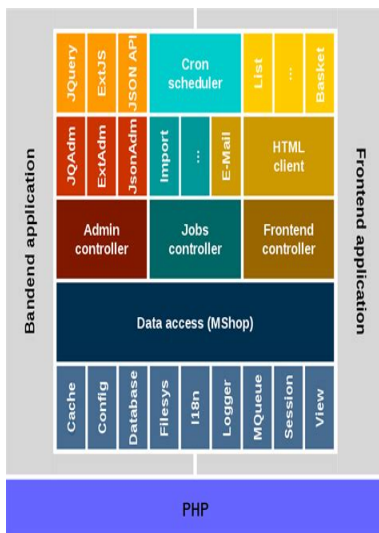 Bandend application
JQuery
ExtJS
JSON API
Cron
scheduler
List
...
Basket
JQAdm
ExtAdm
JsonAdm
Import
...
E-Mail
HTML
client
Admin
controller
Jobs
controller
Frontend
controller
Data access (MShop)
Cache
Config
Database
Filesys
I18n
Logger
MQueue
Session
View
Frontend application
PHP